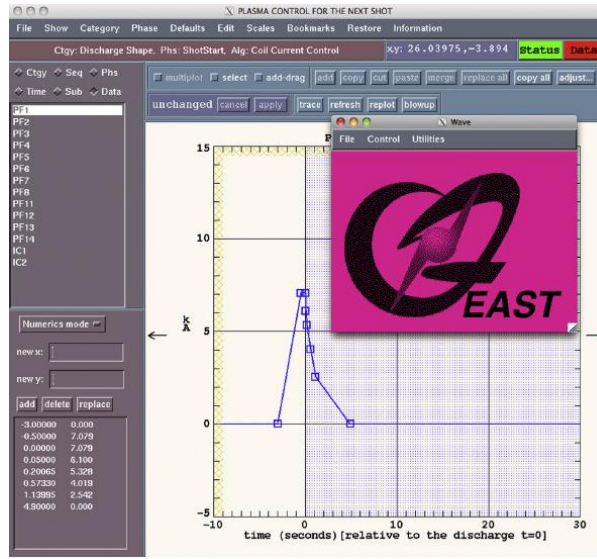 PLASMA CONTROL FOR THE NEXT SHOT
File Show Category Phase Defaults Edit Scales Bookmarks Restore Information
Ctgy: Discharge Shape, Phs: ShotStart, Alg: Coil Current Control
x,y: 26.03975,-3.894
Status
Data
Ctgy Seq Phs
Time Sub Data
multiplot select add-drag add copy cut paste merge replace all copy all adjust...
unchanged cancel apply trace refresh replot blowup
PF1
PF2
PF3
PF4
PF5
PF6
PF7
PF8
PF11
PF12
PF13
PF14
IC1
IC2
Numerics mode
new x:
new y:
add delete replace
-3.00000 0.000
-0.50000 7.079
0.00000 7.079
0.05000 6.100
0.20065 5.328
0.57330 4.019
1.13995 2.542
4.90000 0.000
P
15
10
5
0
-5
kA
-10 0 10 20 30
time (seconds)[relative to the discharge t=0]
Wave
File Control Utilities
EAST